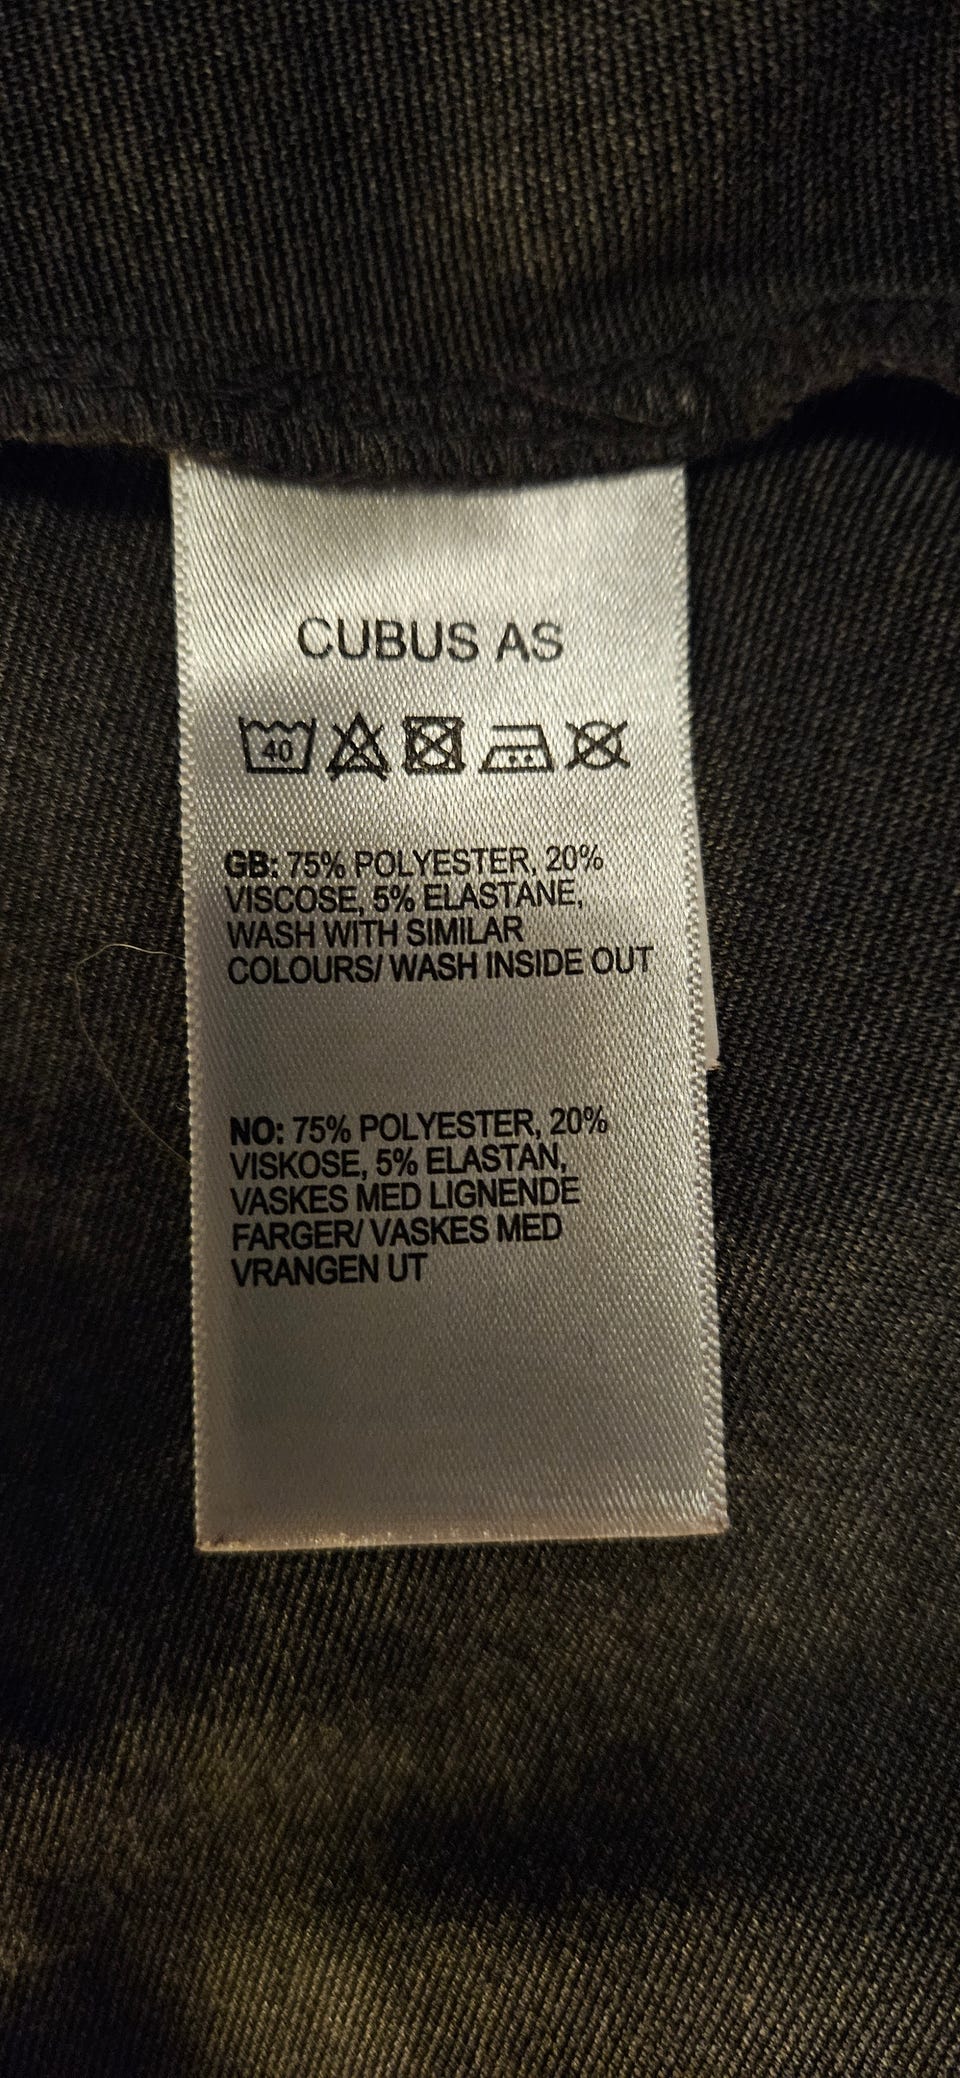 CUBUS AS
40
GB: 75% POLYESTER, 20%
VISCOSE, 5% ELASTANE,
WASH WITH SIMILAR
COLOURS/ WASH INSIDE OUT
NO: 75% POLYESTER, 20%
VISKOSE, 5% ELASTAN,
VASKES MED LIGNENDE
FARGER/ VASKES MED
VRANGEN UT